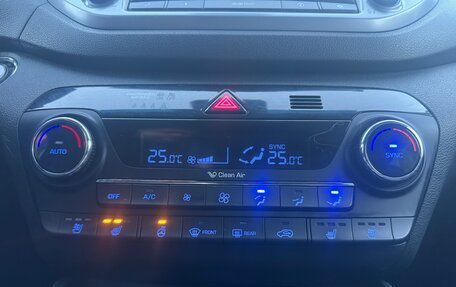 SYNC
25.0°C 25.0°C
AUTO
SYNC
Clean Air
OFF A/C
FRONT REAR